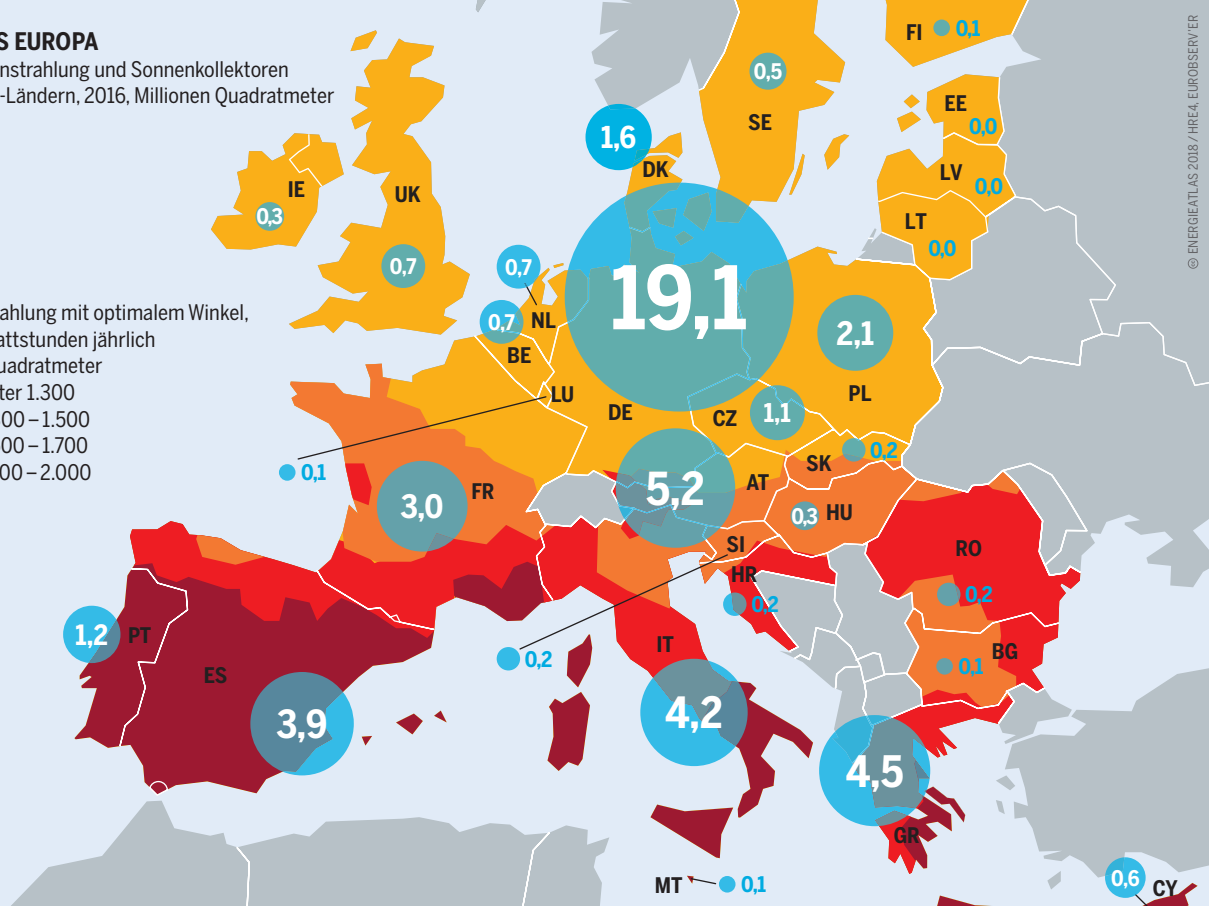 S EUROPA
nstrahlung und Sonnenkollektoren
-Ländern, 2016, Millionen Quadratmeter
FI 0,1
0,5
SE
EE
0,0
1,6
DK
LV
0,0
IE
0,3
UK
0,7
LT
0,0
0,7
NL
0,7
BE
19,1
2,1
PL
ahlung mit optimalem Winkel,
attstunden jährlich
uadratmeter
ter 1.300
00 – 1.500
00 – 1.700
00 – 2.000
LU
0,1
DE
CZ
1,1
SK
0,2
3,0
FR
5,2
AT
0,3
HU
SI
0,2
HR
0,2
RO
0,2
1,2
PT
ES
3,9
IT
4,2
BG
0,1
4,5
GR
MT 0,1
0,6
CY
© ENERGIEATLAS 2018 / HRE4, EUROBSERV'ER